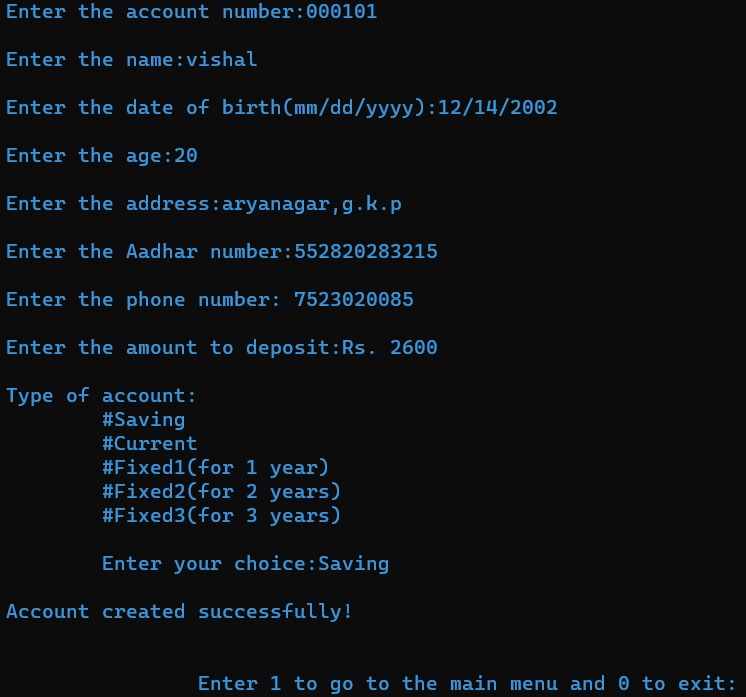 Enter the account number:000101
Enter the name:vishal
Enter the date of birth(mm/dd/yyyy):12/14/2002
Enter the age:20
Enter the address:aryanagar,g.k.p
Enter the Aadhar number:552820283215
Enter the phone number: 7523020085
Enter the amount to deposit:Rs. 2600
Type of account:
#Saving
#Current
#Fixed1(for 1 year)
#Fixed2(for 2 years)
#Fixed3(for 3 years)
Enter your choice:Saving
Account created successfully!
Enter 1 to go to the main menu and 0 to exit: